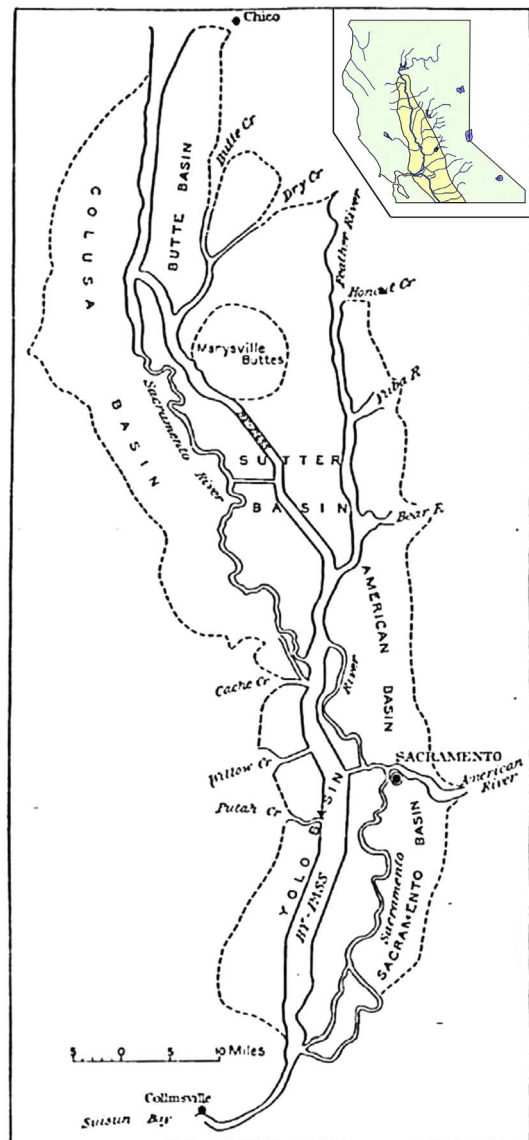 Chico
Butte Cr
BUTTE BASIN
Dry Cr
COLUSA
BASIN
Feather River
Honcut Cr
Marysville
Buttes
Yuba R
Sacramento
River
BY-PASS
SUTTER
BASIN
Bear R.
AMERICAN
BASIN
River
Cache Cr
SACRAMENTO
American
River
Willow Cr
Putah Cr
YOLO BASIN
BY-PASS
Sacramento
SACRAMENTO BASIN
5 0 5 10 Miles
Collinsville
Suisun Bay